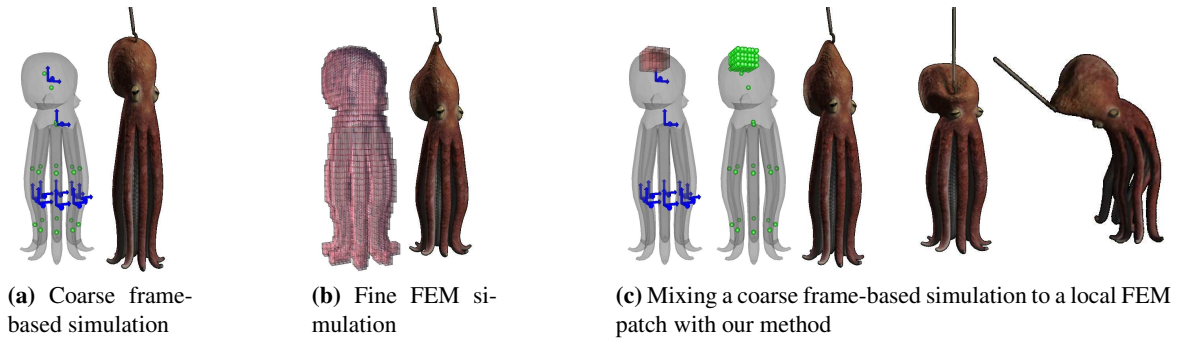 (a) Coarse frame-
based simulation
(b) Fine FEM si-
mulation
(c) Mixing a coarse frame-based simulation to a local FEM
patch with our method